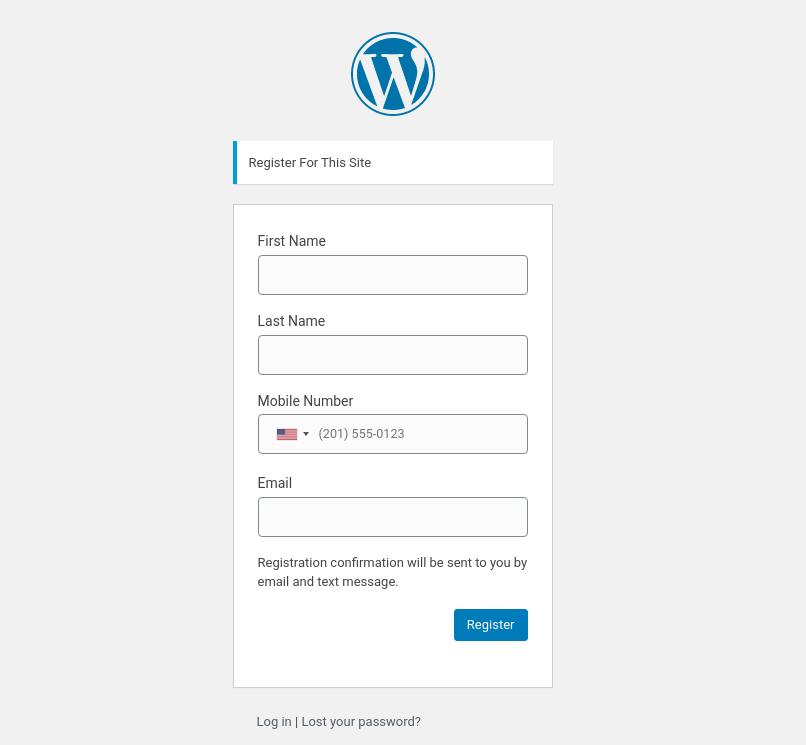 Register For This Site
First Name
Last Name
Mobile Number
(201) 555-0123
Email
Registration confirmation will be sent to you by
email and text message.
Register
Log in | Lost your password?